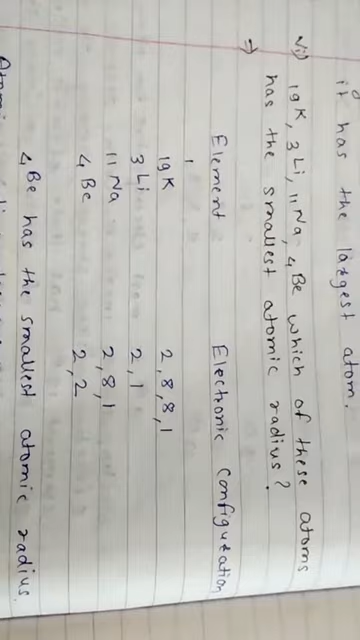 it has the largest atom.
vi) 19K, 3Li, 11Na, 4Be which of these atoms
has the smallest atomic radius?
⇒ Element Electronic Configuration
19K 2,8,8,1
3Li 2,1
11Na 2,8,1
4Be 2,2
4Be has the smallest atomic radius.